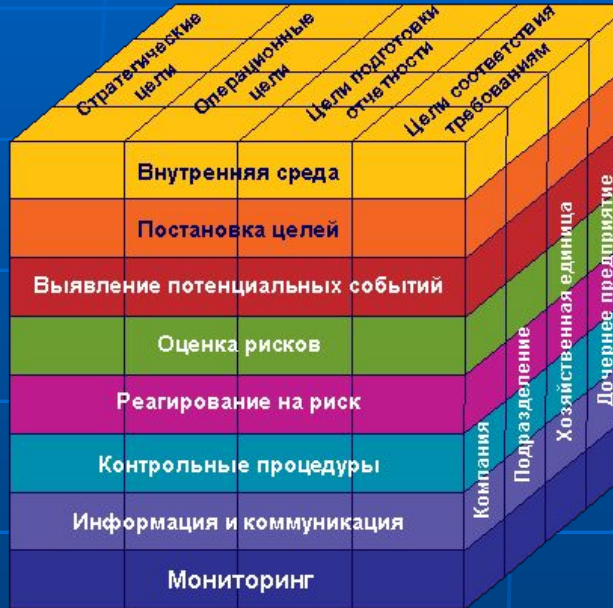 Стратегические
цели
Операционные
цели
Цели подготовки
отчетности
Цели соответствия
требованиям
Внутренняя среда
Постановка целей
Выявление потенциальных событий
Оценка рисков
Реагирование на риск
Контрольные процедуры
Информация и коммуникация
Мониторинг
Компания
Подразделение
Хозяйственная единица
Дочернее предприятие